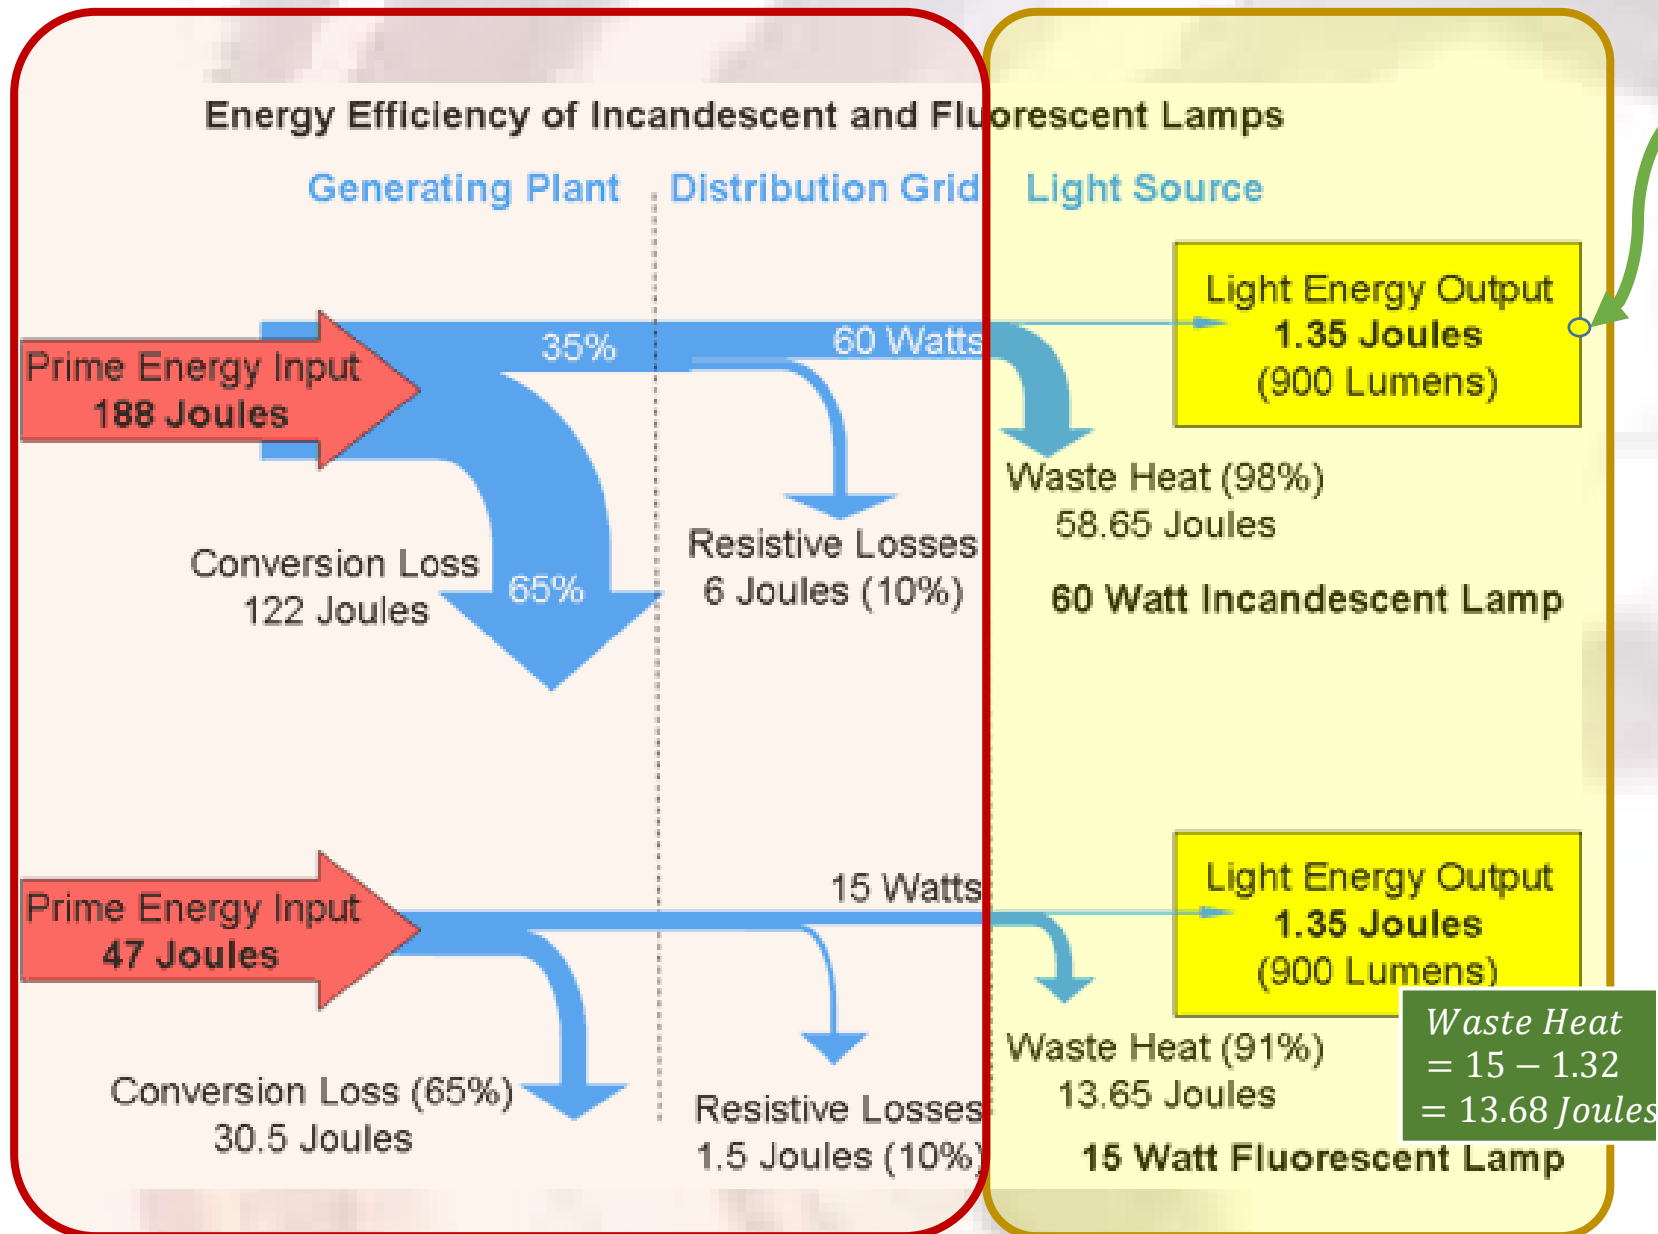 Energy Efficiency of Incandescent and Fluorescent Lamps
Generating Plant
Distribution Grid
Light Source
Prime Energy Input
188 Joules
35%
60 Watts
Light Energy Output
1.35 Joules
(900 Lumens)
Conversion Loss
122 Joules
65%
Resistive Losses
6 Joules (10%)
Waste Heat (98%)
58.65 Joules
60 Watt Incandescent Lamp
Prime Energy Input
47 Joules
15 Watts
Light Energy Output
1.35 Joules
(900 Lumens)
Conversion Loss (65%)
30.5 Joules
Resistive Losses
1.5 Joules (10%)
Waste Heat (91%)
13.65 Joules
15 Watt Fluorescent Lamp
Waste Heat
= 15 − 1.32
= 13.68 Joules